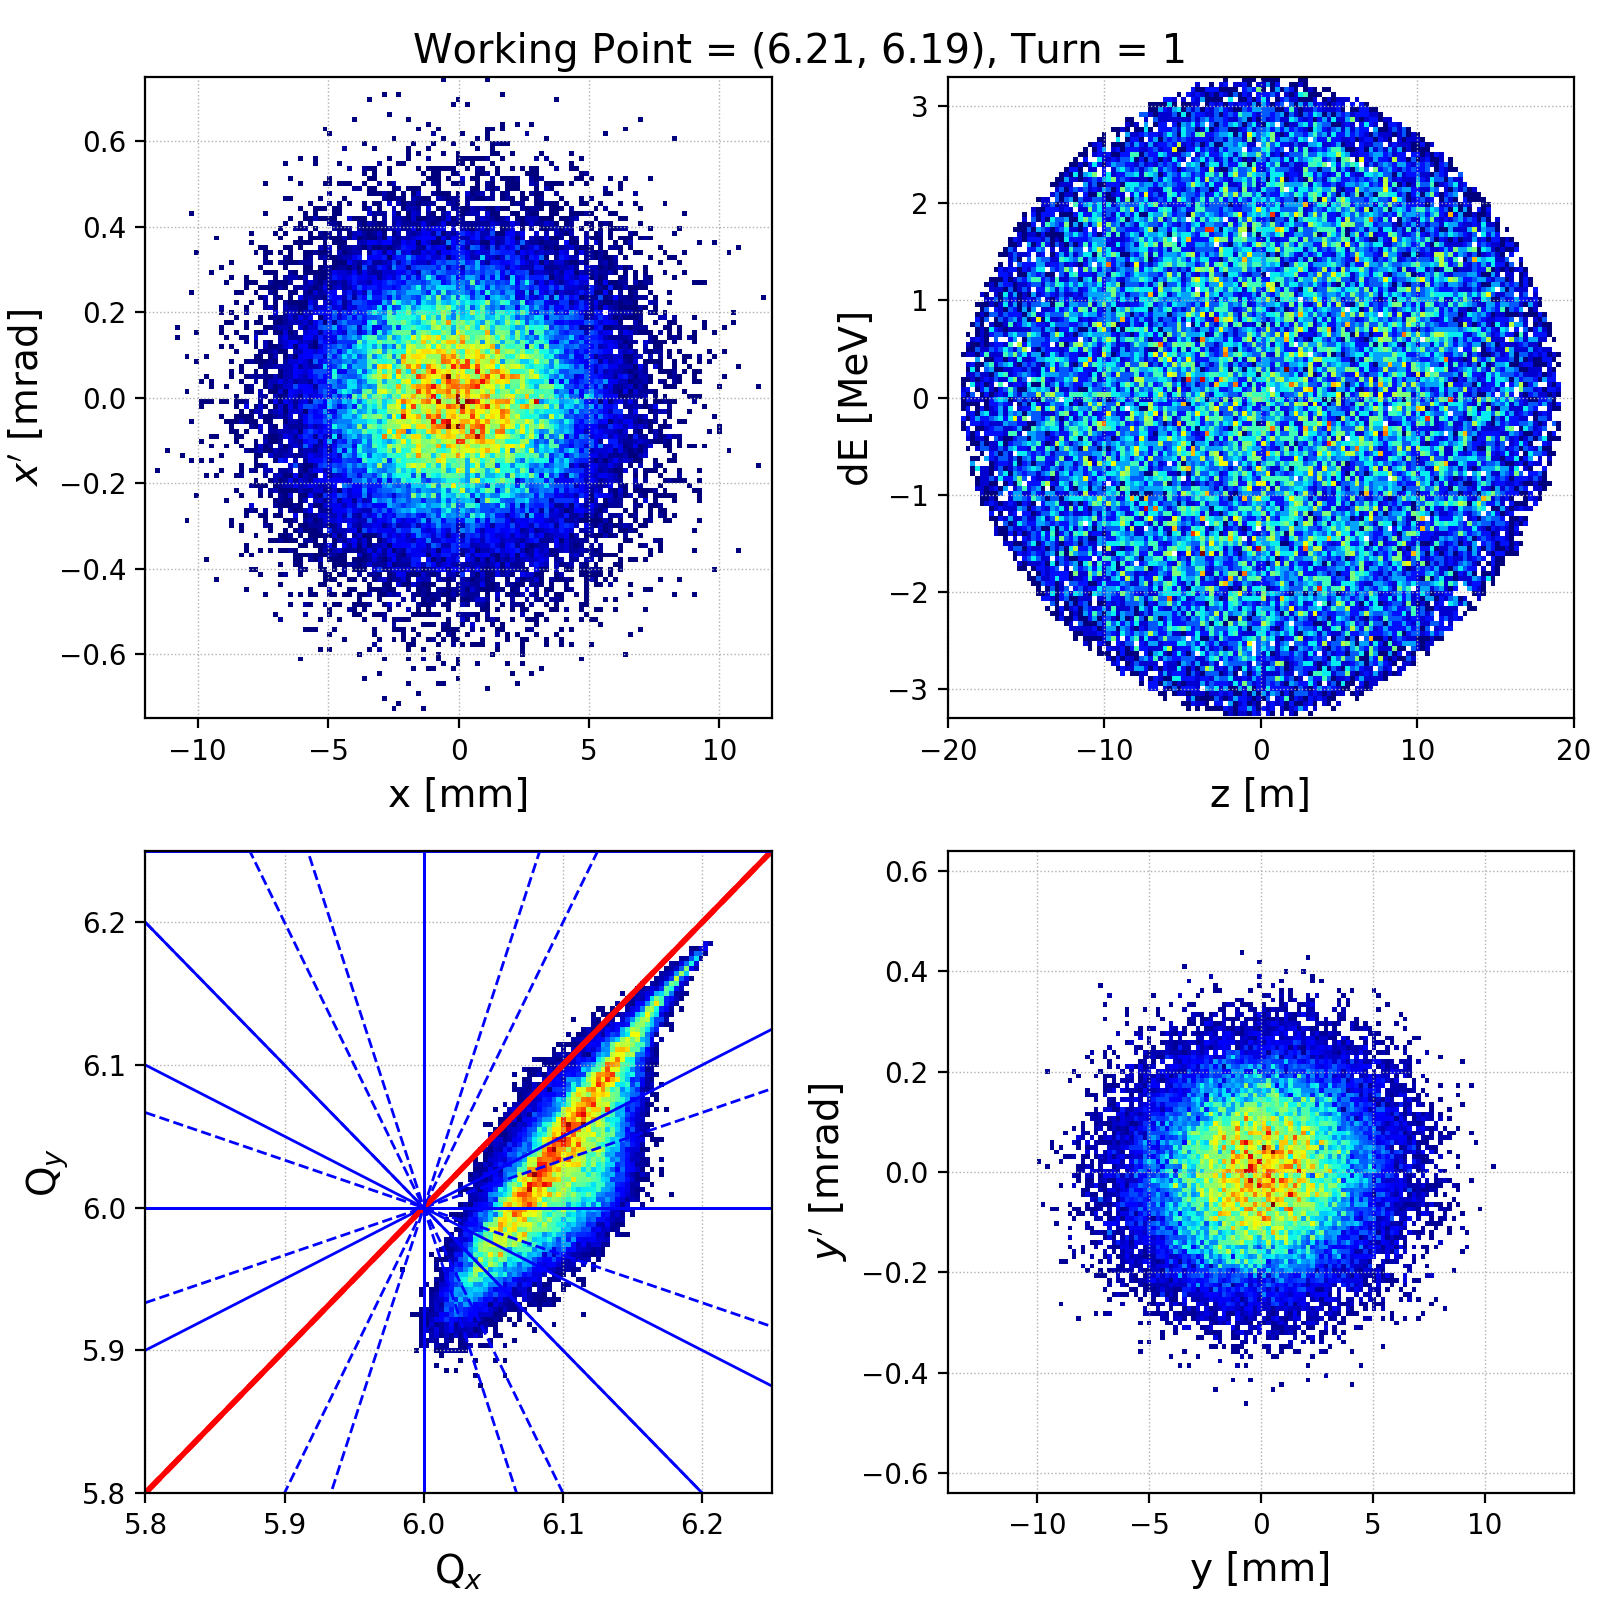 Working Point = (6.21, 6.19), Turn = 1
0.6
0.4
0.2
0.0
−0.2
−0.4
−0.6
x′ [mrad]
−10 −5 0 5 10
x [mm]
3
2
1
0
−1
−2
−3
dE [MeV]
−20 −10 0 10 20
z [m]
6.2
6.1
6.0
5.9
5.8
Qy
5.8 5.9 6.0 6.1 6.2
Qx
0.6
0.4
0.2
0.0
−0.2
−0.4
−0.6
y′ [mrad]
−10 −5 0 5 10
y [mm]